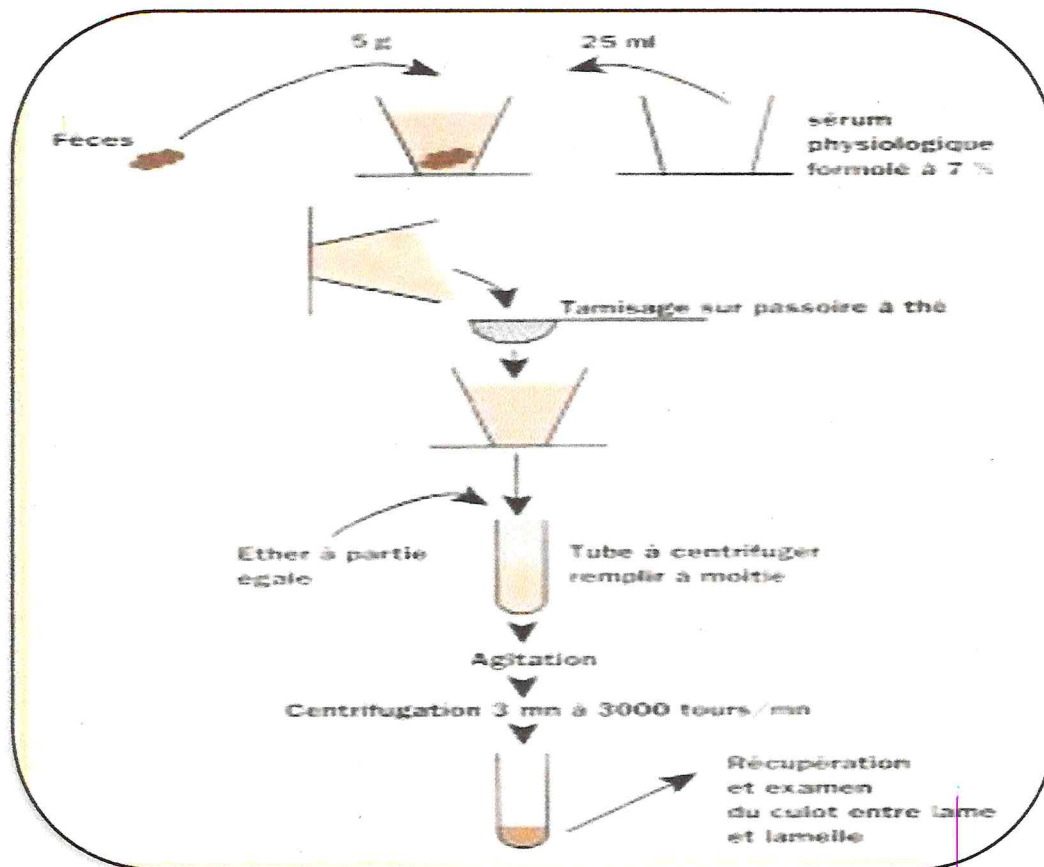 5 g
25 ml
Fèces
sérum
physiologique
formolé à 7 %
Tamisage sur passoire à thé
Ether à partie
égale
Tube à centrifuger
remplir à moitié
Agitation
Centrifugation 3 mn à 3000 tours/mn
Récupération
et examen
du culot entre lame
et lamelle